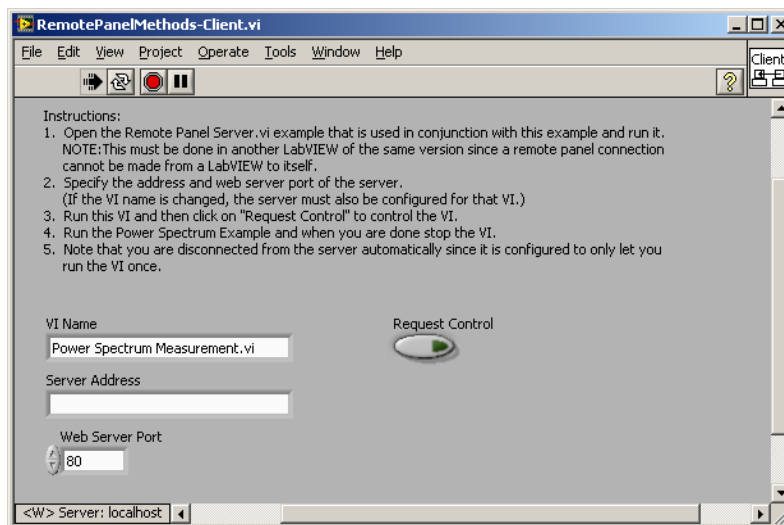 RemotePanelMethods-Client.vi
File Edit View Project Operate Tools Window Help
Client
Instructions:
1. Open the Remote Panel Server.vi example that is used in conjunction with this example and run it.
NOTE:This must be done in another LabVIEW of the same version since a remote panel connection
cannot be made from a LabVIEW to itself.
2. Specify the address and web server port of the server.
(If the VI name is changed, the server must also be configured for that VI.)
3. Run this VI and then click on "Request Control" to control the VI.
4. Run the Power Spectrum Example and when you are done stop the VI.
5. Note that you are disconnected from the server automatically since it is configured to only let you
run the VI once.
VI Name
Power Spectrum Measurement.vi
Request Control
Server Address
Web Server Port
80
<W> Server: localhost